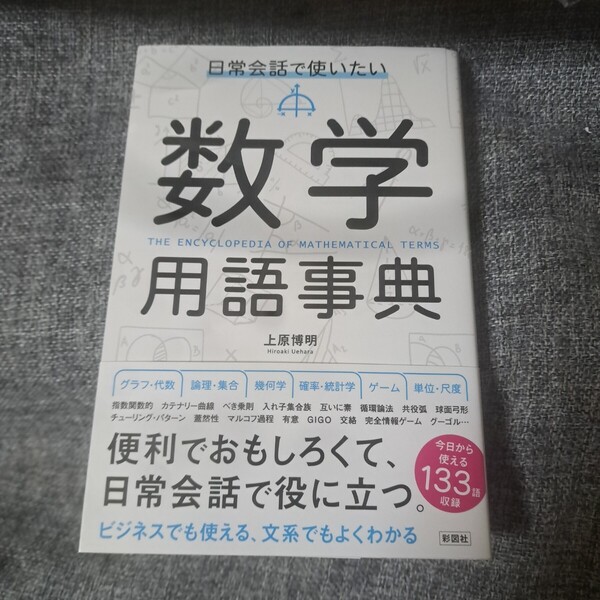 日常会話で使いたい
数学
THE ENCYCLOPEDIA OF MATHEMATICAL TERMS
用語事典
上原博明
Hiroaki Uehara
グラフ・代数 論理・集合 幾何学 確率・統計学 ゲーム 単位・尺度
指数関数的 カテナリー曲線 べき乗則 入れ子集合族 互いに素 循環論法 共役弧 球面弓形
チューリング・パターン 蓋然性 マルコフ過程 有意 GIGO 交絡 完全情報ゲーム グーゴル…
便利でおもしろくて、
日常会話で役に立つ。
今日から
使える
133語
収録
ビジネスでも使える、文系でもよくわかる
彩図社